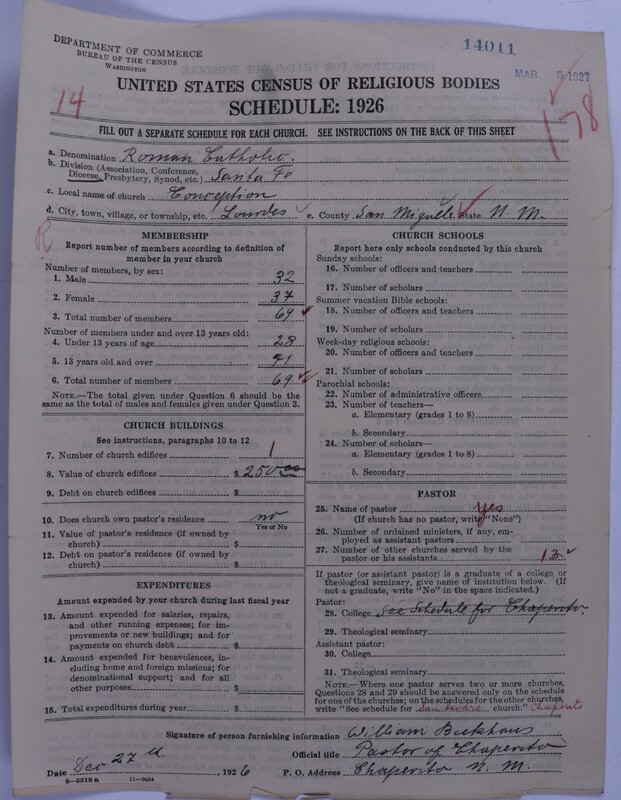 DEPARTMENT OF COMMERCE
BUREAU OF THE CENSUS
WASHINGTON
14011
MAR 5 1927
UNITED STATES CENSUS OF RELIGIOUS BODIES
SCHEDULE: 1926
14
178
FILL OUT A SEPARATE SCHEDULE FOR EACH CHURCH. SEE INSTRUCTIONS ON THE BACK OF THIS SHEET
a. Denomination Roman Catholic.
b. Division (Association, Conference, Diocese, Presbytery, Synod, etc.) Santa Fe
c. Local name of church Conception
d. City, town, village, or township, etc. Lourdes e. County San Miguel State N. M.
R
MEMBERSHIP
Report number of members according to definition of member in your church
Number of members, by sex:
1. Male 32
2. Female 37
3. Total number of members 69
Number of members under and over 13 years old:
4. Under 13 years of age 28
5. 13 years old and over 41
6. Total number of members 69
NOTE.—The total given under Question 6 should be the same as the total of males and females given under Question 3.
CHURCH BUILDINGS
See instructions, paragraphs 10 to 12
7. Number of church edifices 1
8. Value of church edifices $ 250.00
9. Debt on church edifices $
10. Does church own pastor's residence no
Yes or No
11. Value of pastor's residence (if owned by church) $
12. Debt on pastor's residence (if owned by church) $
EXPENDITURES
Amount expended by your church during last fiscal year
13. Amount expended for salaries, repairs, and other running expenses; for improvements or new buildings; and for payments on church debt $
14. Amount expended for benevolences, including home and foreign missions; for denominational support; and for all other purposes $
15. Total expenditures during year $
CHURCH SCHOOLS
Report here only schools conducted by this church
Sunday schools:
16. Number of officers and teachers
17. Number of scholars
Summer vacation Bible schools:
18. Number of officers and teachers
19. Number of scholars
Week-day religious schools:
20. Number of officers and teachers
21. Number of scholars
Parochial schools:
22. Number of administrative officers
23. Number of teachers—
a. Elementary (grades 1 to 8)
b. Secondary
24. Number of scholars—
a. Elementary (grades 1 to 8)
b. Secondary
PASTOR
25. Name of pastor yes
(If church has no pastor, write "None")
26. Number of ordained ministers, if any, employed as assistant pastors
27. Number of other churches served by the pastor or his assistants 13
If pastor (or assistant pastor) is a graduate of a college or theological seminary, give name of institution below. (If not a graduate, write "No" in the space indicated.)
Pastor:
28. College See Schedule for Chaperito.
29. Theological seminary
Assistant pastor:
30. College
31. Theological seminary
NOTE.—Where one pastor serves two or more churches, Questions 28 and 29 should be answered only on the schedule for one of the churches; on the schedules for the other churches, write "See schedule for church." Chaperito
Signature of person furnishing information William Beekhaus
Official title Pastor of Chaperito
Date Dec 27th, 1926 P. O. Address Chaperito N. M.
8—5518 a 11—9024